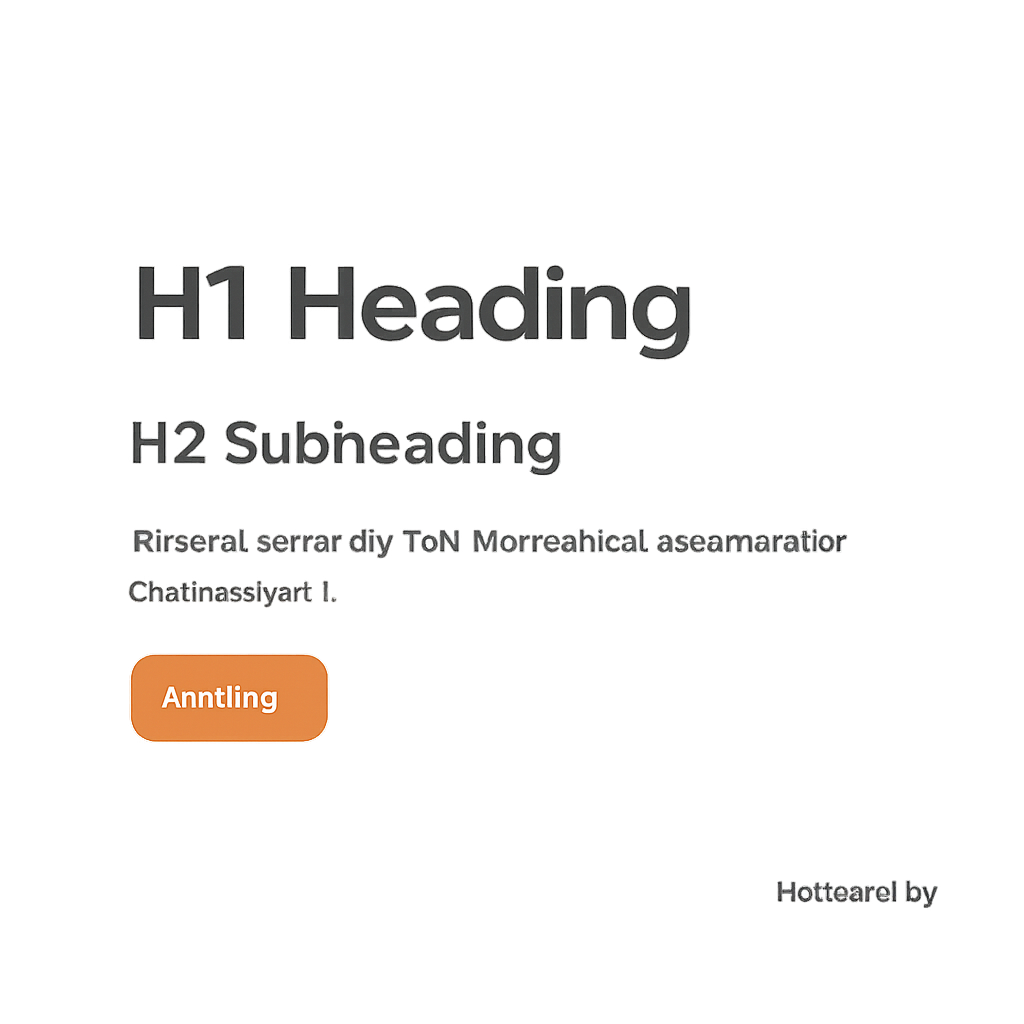 H1 Heading
H2 Subheading
Rirseral serrar diy ToN Morreahical aseamaratior
Chatinassiyart l.
Anntling
Hottearel by